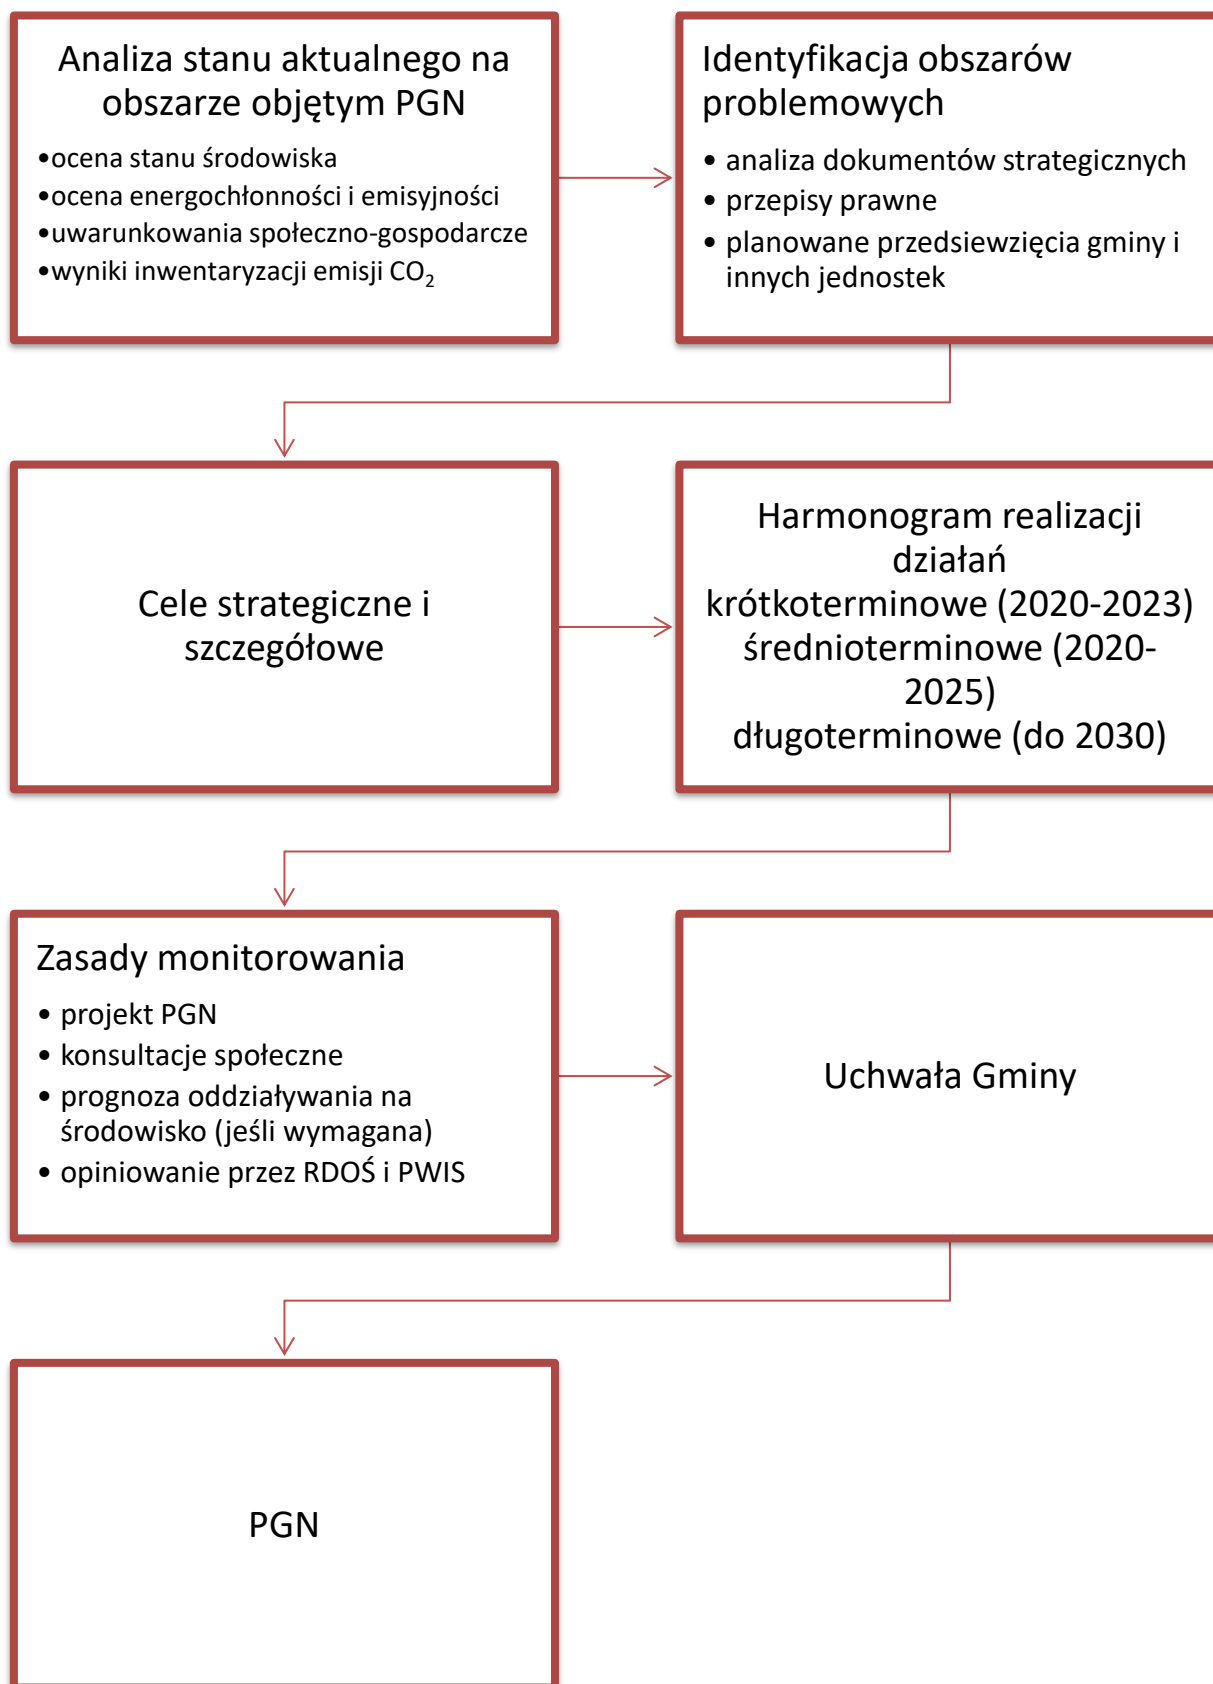 Analiza stanu aktualnego na
obszarze objętym PGN
•ocena stanu środowiska
•ocena energochłonności i emisyjności
•uwarunkowania społeczno-gospodarcze
•wyniki inwentaryzacji emisji CO₂
Identyfikacja obszarów
problemowych
• analiza dokumentów strategicznych
• przepisy prawne
• planowane przedsiewzięcia gminy i
innych jednostek
Cele strategiczne i
szczegółowe
Harmonogram realizacji
działań
krótkoterminowe (2020-2023)
średnioterminowe (2020-
2025)
długoterminowe (do 2030)
Zasady monitorowania
• projekt PGN
• konsultacje społeczne
• prognoza oddziaływania na
środowisko (jeśli wymagana)
• opiniowanie przez RDOŚ i PWIS
Uchwała Gminy
PGN